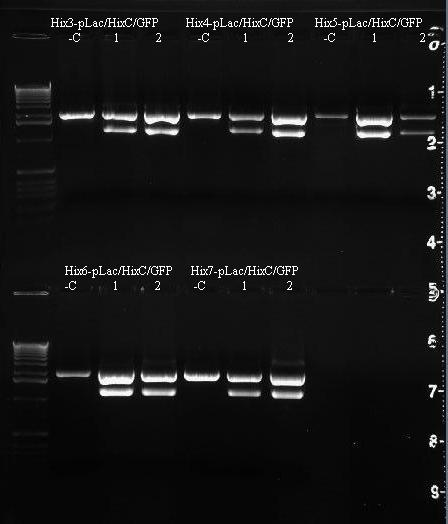 Hix3-pLac/HixC/GFP Hix4-pLac/HixC/GFP Hix5-pLac/HixC/GFP
-C 1 2 -C 1 2 -C 1 2
0
1
2
3
4
Hix6-pLac/HixC/GFP Hix7-pLac/HixC/GFP
-C 1 2 -C 1 2
5
6
7
8
9